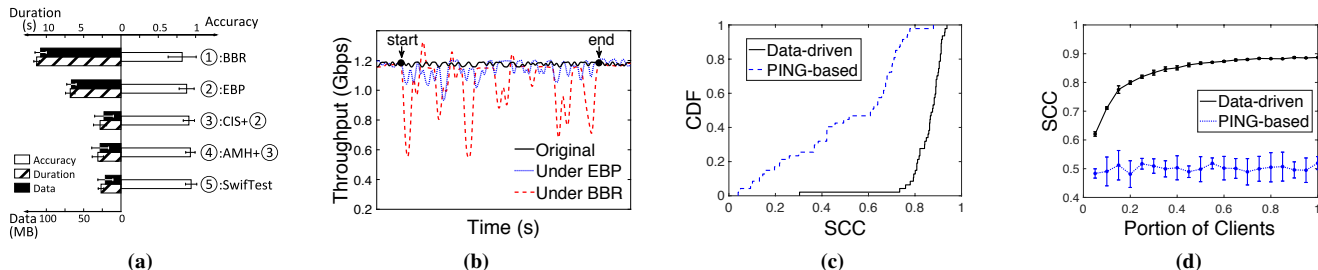 Duration
(s)
10
5
0
0.5
1
Accuracy
①:BBR
②:EBP
③:CIS+②
④:AMH+③
⑤:SwifTest
Accuracy
Duration
Data
Data
(MB)
100
50
0
(a)
Throughput (Gbps)
1.4
1.2
1.0
0.8
0.6
0.4
0.2
start
end
Original
Under EBP
Under BBR
Time (s)
(b)
CDF
1
0.8
0.6
0.4
0.2
0
Data-driven
PING-based
0
0.2
0.4
0.6
0.8
1
SCC
(c)
SCC
1
0.9
0.8
0.7
0.6
0.5
0.4
Data-driven
PING-based
0
0.2
0.4
0.6
0.8
1
Portion of Clients
(d)